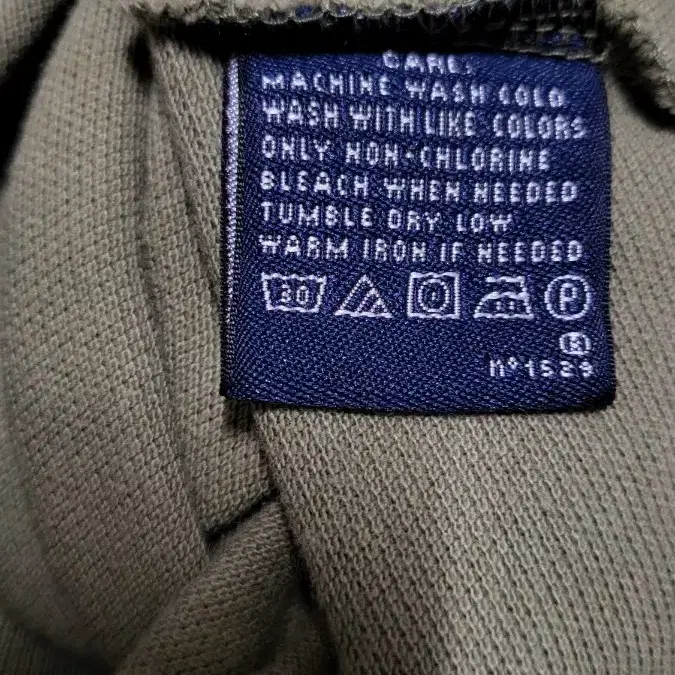 CARE:
MACHINE WASH COLD
WASH WITH LIKE COLORS
ONLY NON-CHLORINE
BLEACH WHEN NEEDED
TUMBLE DRY LOW
WARM IRON IF NEEDED
30 P
N°1529